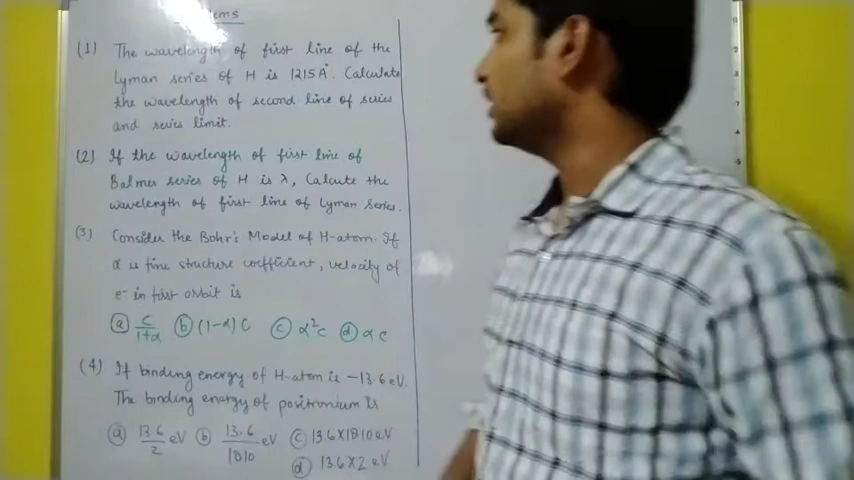 (1) The wavelength of first line of the
Lyman series of H is 1215Å. Calculate
the wavelength of second line of series
and series limit.
(2) If the wavelength of first line of
Balmer series of H is λ, Calcute the
wavelength of first line of Lyman Series.
(3) Consider the Bohr's Model of H-atom. If
α is fine structure coefficient, velocity of
e⁻ in first orbit is
(a) C/1+α (b) (1-α) C (c) α²c (d) α c
(4) If binding energy of H-atom is -13.6 eV.
The binding energy of positronium is
(a) 13.6/2 eV (b) 13.6/1810 eV (c) 13.6×1810 eV
(d) 13.6×2 eV